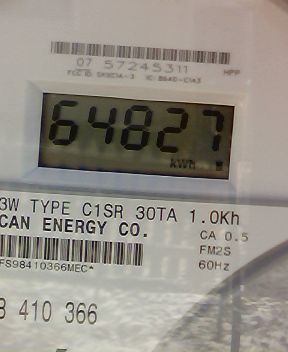 07 57245311
HPP
64827
kWh
3W TYPE C1SR 30TA 1.0Kh
CAN ENERGY CO.
CA 0.5
FM2S
FS98410366MEC*
60Hz
410 366